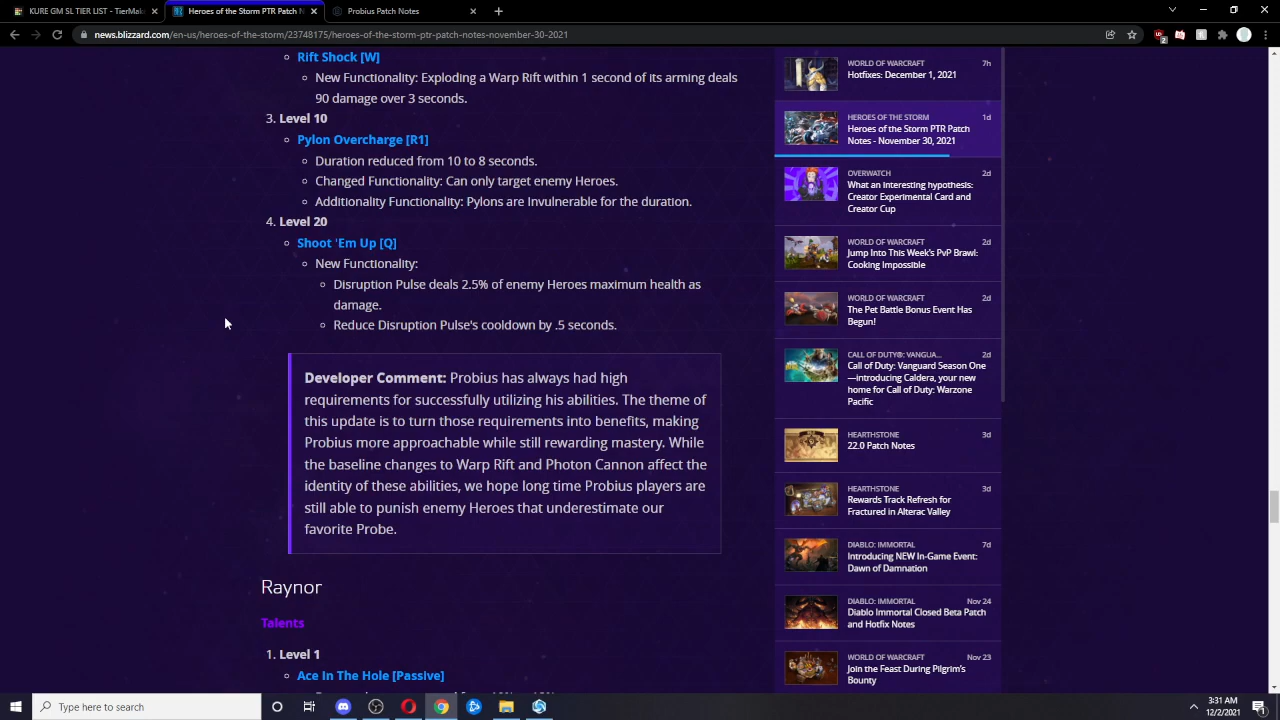 KURE GM SL TIER LIST - TierMak
Heroes of the Storm PTR Patch N
Probius Patch Notes
news.blizzard.com/en-us/heroes-of-the-storm/23748175/heroes-of-the-storm-ptr-patch-notes-november-30-2021
Rift Shock [W]
New Functionality: Exploding a Warp Rift within 1 second of its arming deals
90 damage over 3 seconds.
3. Level 10
Pylon Overcharge [R1]
Duration reduced from 10 to 8 seconds.
Changed Functionality: Can only target enemy Heroes.
Additionality Functionality: Pylons are Invulnerable for the duration.
4. Level 20
Shoot 'Em Up [Q]
New Functionality:
Disruption Pulse deals 2.5% of enemy Heroes maximum health as
damage.
Reduce Disruption Pulse's cooldown by .5 seconds.
Developer Comment: Probius has always had high
requirements for successfully utilizing his abilities. The theme of
this update is to turn those requirements into benefits, making
Probius more approachable while still rewarding mastery. While
the baseline changes to Warp Rift and Photon Cannon affect the
identity of these abilities, we hope long time Probius players are
still able to punish enemy Heroes that underestimate our
favorite Probe.
Raynor
Talents
1. Level 1
Ace In The Hole [Passive]
WORLD OF WARCRAFT 7h
Hotfixes: December 1, 2021
HEROES OF THE STORM 1d
Heroes of the Storm PTR Patch
Notes - November 30, 2021
OVERWATCH 2d
What an interesting hypothesis:
Creator Experimental Card and
Creator Cup
WORLD OF WARCRAFT 2d
Jump Into This Week's PvP Brawl:
Cooking Impossible
WORLD OF WARCRAFT 2d
The Pet Battle Bonus Event Has
Begun!
CALL OF DUTY®: VANGUA... 2d
Call of Duty: Vanguard Season One
—introducing Caldera, your new
home for Call of Duty: Warzone
Pacific
HEARTHSTONE 3d
22.0 Patch Notes
HEARTHSTONE 3d
Rewards Track Refresh for
Fractured in Alterac Valley
DIABLO: IMMORTAL 7d
Introducing NEW In-Game Event:
Dawn of Damnation
DIABLO: IMMORTAL Nov 24
Diablo Immortal Closed Beta Patch
and Hotfix Notes
WORLD OF WARCRAFT Nov 23
Join the Feast During Pilgrim's
Bounty
Type here to search
3:31 AM
12/2/2021